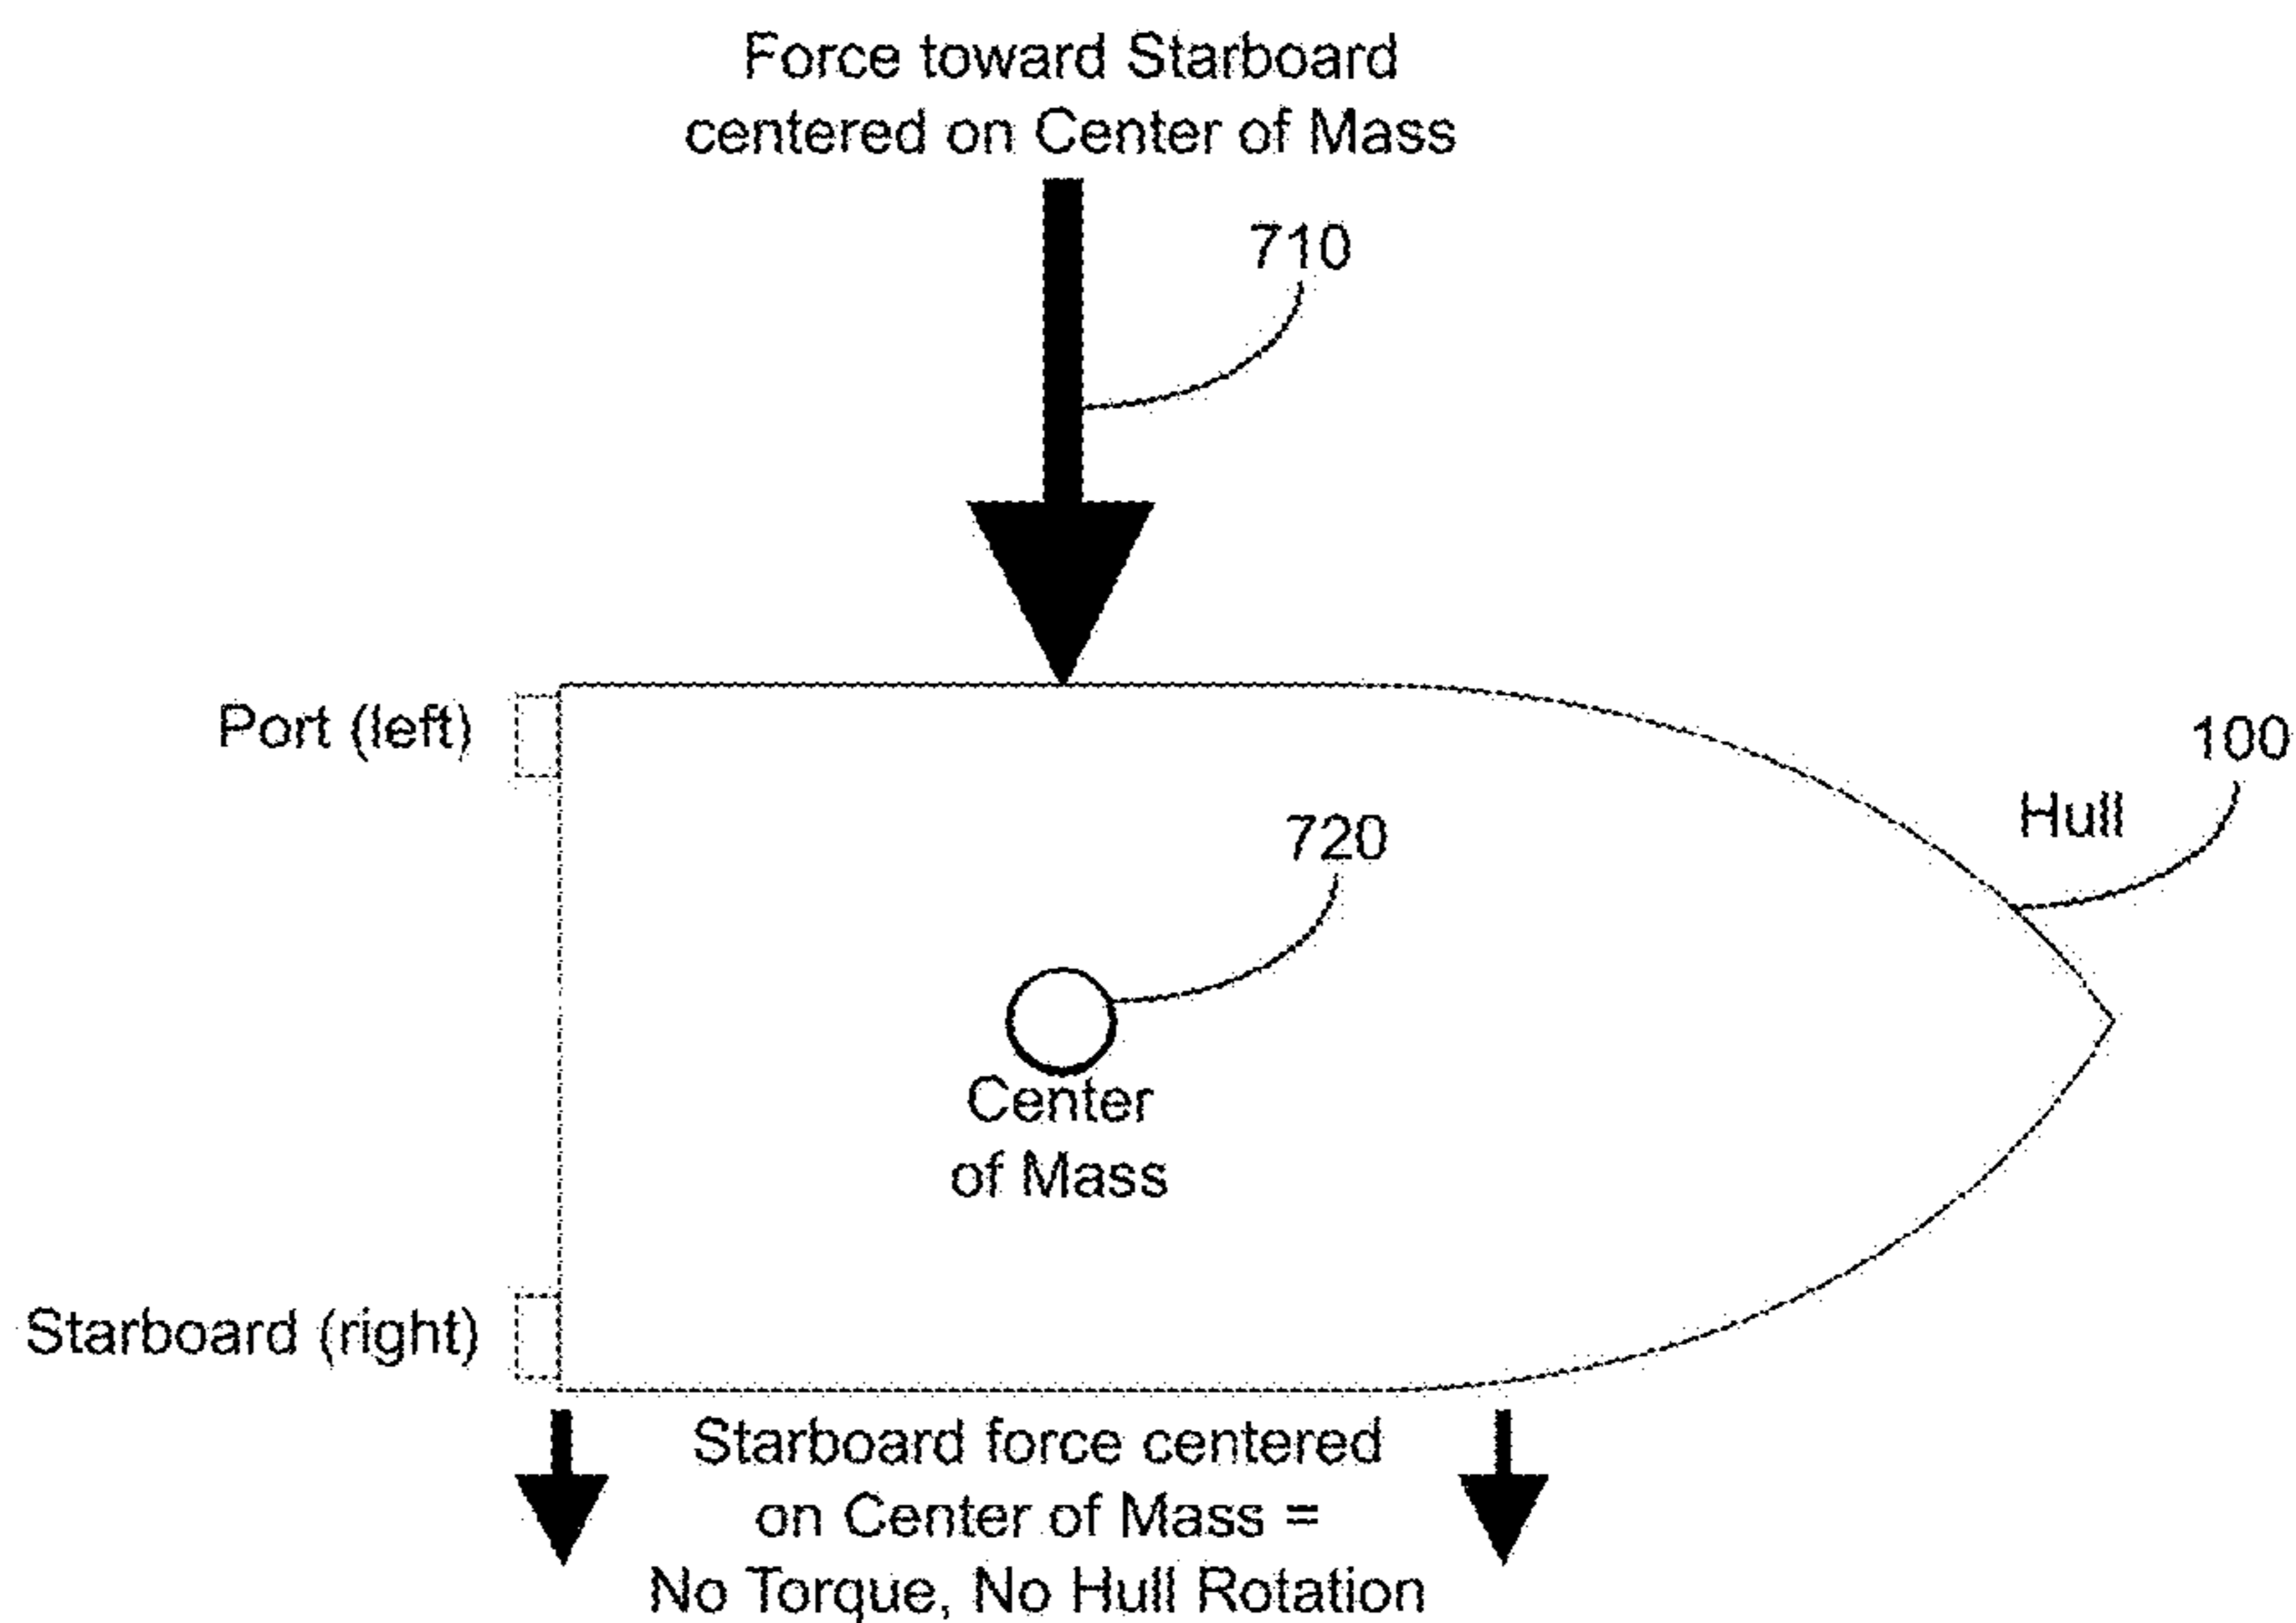 Force toward Starboard
centered on Center of Mass
710
Port (left)
100
Hull
720
Center
of Mass
Starboard (right)
Starboard force centered
on Center of Mass =
No Torque, No Hull Rotation